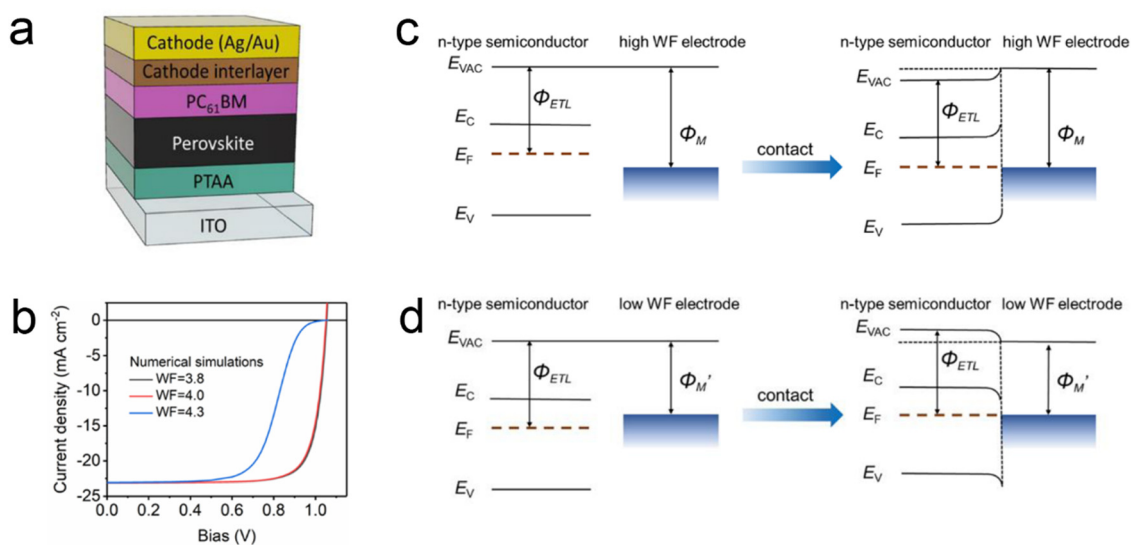 a
Cathode (Ag/Au)
Cathode interlayer
PC61BM
Perovskite
PTAA
ITO
b
Current density (mA cm-2)
0
-5
-10
-15
-20
-25
Numerical simulations
WF=3.8
WF=4.0
WF=4.3
0.0 0.2 0.4 0.6 0.8 1.0
Bias (V)
c
n-type semiconductor high WF electrode
EVAC
ΦETL
EC
ΦM
EF
EV
contact
n-type semiconductor high WF electrode
EVAC
ΦETL
EC
ΦM
EF
EV
d
n-type semiconductor low WF electrode
EVAC
ΦETL
ΦM'
EC
EF
EV
contact
n-type semiconductor low WF electrode
EVAC
ΦETL
ΦM'
EC
EF
EV